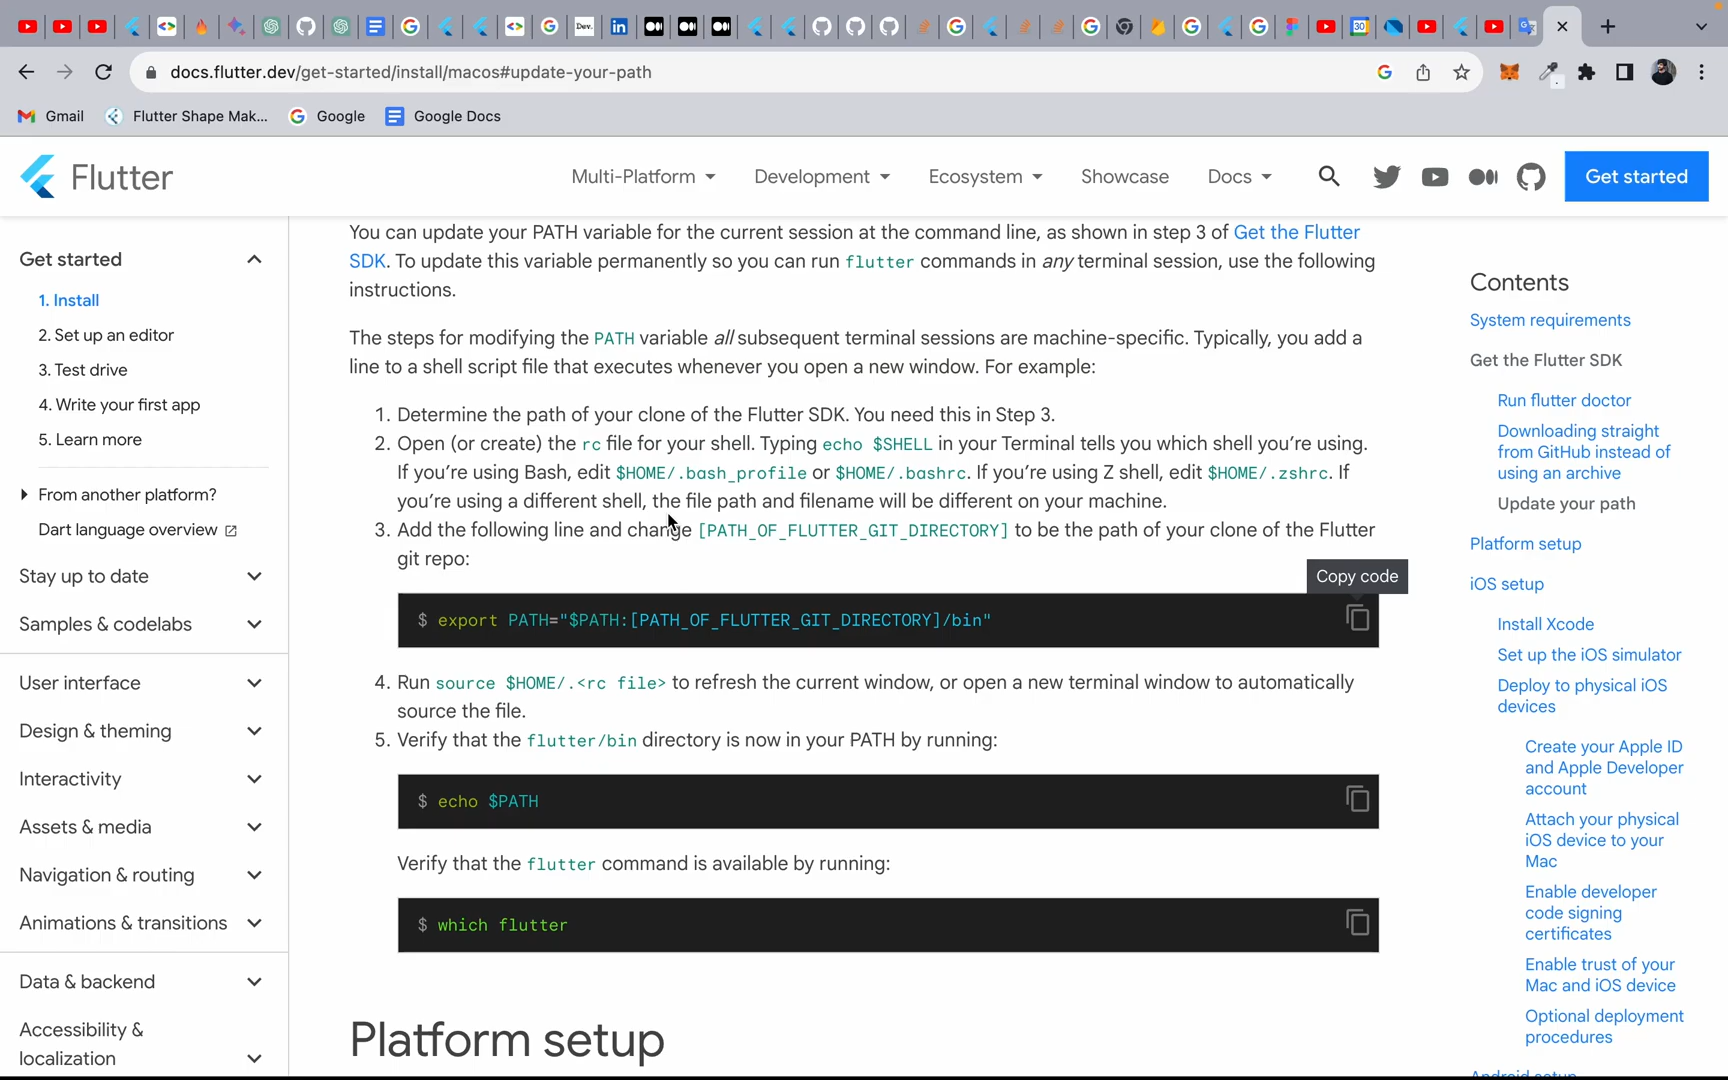 Dev.
30
docs.flutter.dev/get-started/install/macos#update-your-path
Gmail
Flutter Shape Mak...
Google
Google Docs
Flutter
Multi-Platform
Development
Ecosystem
Showcase
Docs
Get started
Get started
1. Install
2. Set up an editor
3. Test drive
4. Write your first app
5. Learn more
From another platform?
Dart language overview
Stay up to date
Samples & codelabs
User interface
Design & theming
Interactivity
Assets & media
Navigation & routing
Animations & transitions
Data & backend
Accessibility &
localization
You can update your PATH variable for the current session at the command line, as shown in step 3 of Get the Flutter
SDK. To update this variable permanently so you can run flutter commands in any terminal session, use the following
instructions.
The steps for modifying the PATH variable all subsequent terminal sessions are machine-specific. Typically, you add a
line to a shell script file that executes whenever you open a new window. For example:
1. Determine the path of your clone of the Flutter SDK. You need this in Step 3.
2. Open (or create) the rc file for your shell. Typing echo $SHELL in your Terminal tells you which shell you’re using.
If you’re using Bash, edit $HOME/.bash_profile or $HOME/.bashrc. If you’re using Z shell, edit $HOME/.zshrc. If
you’re using a different shell, the file path and filename will be different on your machine.
3. Add the following line and change [PATH_OF_FLUTTER_GIT_DIRECTORY] to be the path of your clone of the Flutter
git repo:
Copy code
$ export PATH="$PATH:[PATH_OF_FLUTTER_GIT_DIRECTORY]/bin"
4. Run source $HOME/.<rc file> to refresh the current window, or open a new terminal window to automatically
source the file.
5. Verify that the flutter/bin directory is now in your PATH by running:
$ echo $PATH
Verify that the flutter command is available by running:
$ which flutter
Platform setup
Contents
System requirements
Get the Flutter SDK
Run flutter doctor
Downloading straight
from GitHub instead of
using an archive
Update your path
Platform setup
iOS setup
Install Xcode
Set up the iOS simulator
Deploy to physical iOS
devices
Create your Apple ID
and Apple Developer
account
Attach your physical
iOS device to your
Mac
Enable developer
code signing
certificates
Enable trust of your
Mac and iOS device
Optional deployment
procedures
Android setup